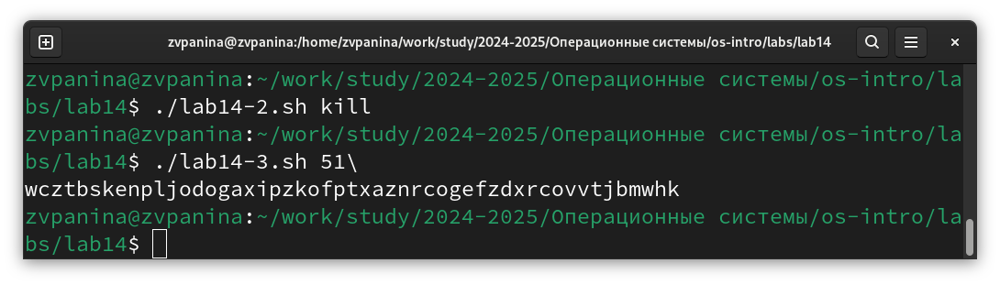 zvpanina@zvpanina:/home/zvpanina/work/study/2024-2025/Операционные системы/os-intro/labs/lab14
zvpanina@zvpanina:~/work/study/2024-2025/Операционные системы/os-intro/la
bs/lab14$ ./lab14-2.sh kill
zvpanina@zvpanina:~/work/study/2024-2025/Операционные системы/os-intro/la
bs/lab14$ ./lab14-3.sh 51\
wcztbskenpljodogaxipzkofptxaznrcogefzdxrcovvtjbmwhk
zvpanina@zvpanina:~/work/study/2024-2025/Операционные системы/os-intro/la
bs/lab14$